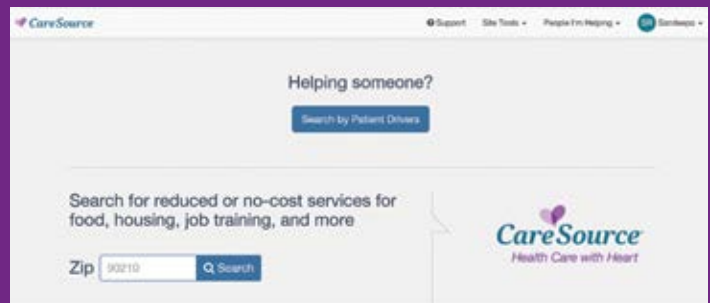 CareSource
Support Site Tools People I'm Helping SR Sandeeps
Helping someone?
Search by Patient Drivers
Search for reduced or no-cost services for
food, housing, job training, and more
Zip 90210 Search
CareSource
Health Care with Heart